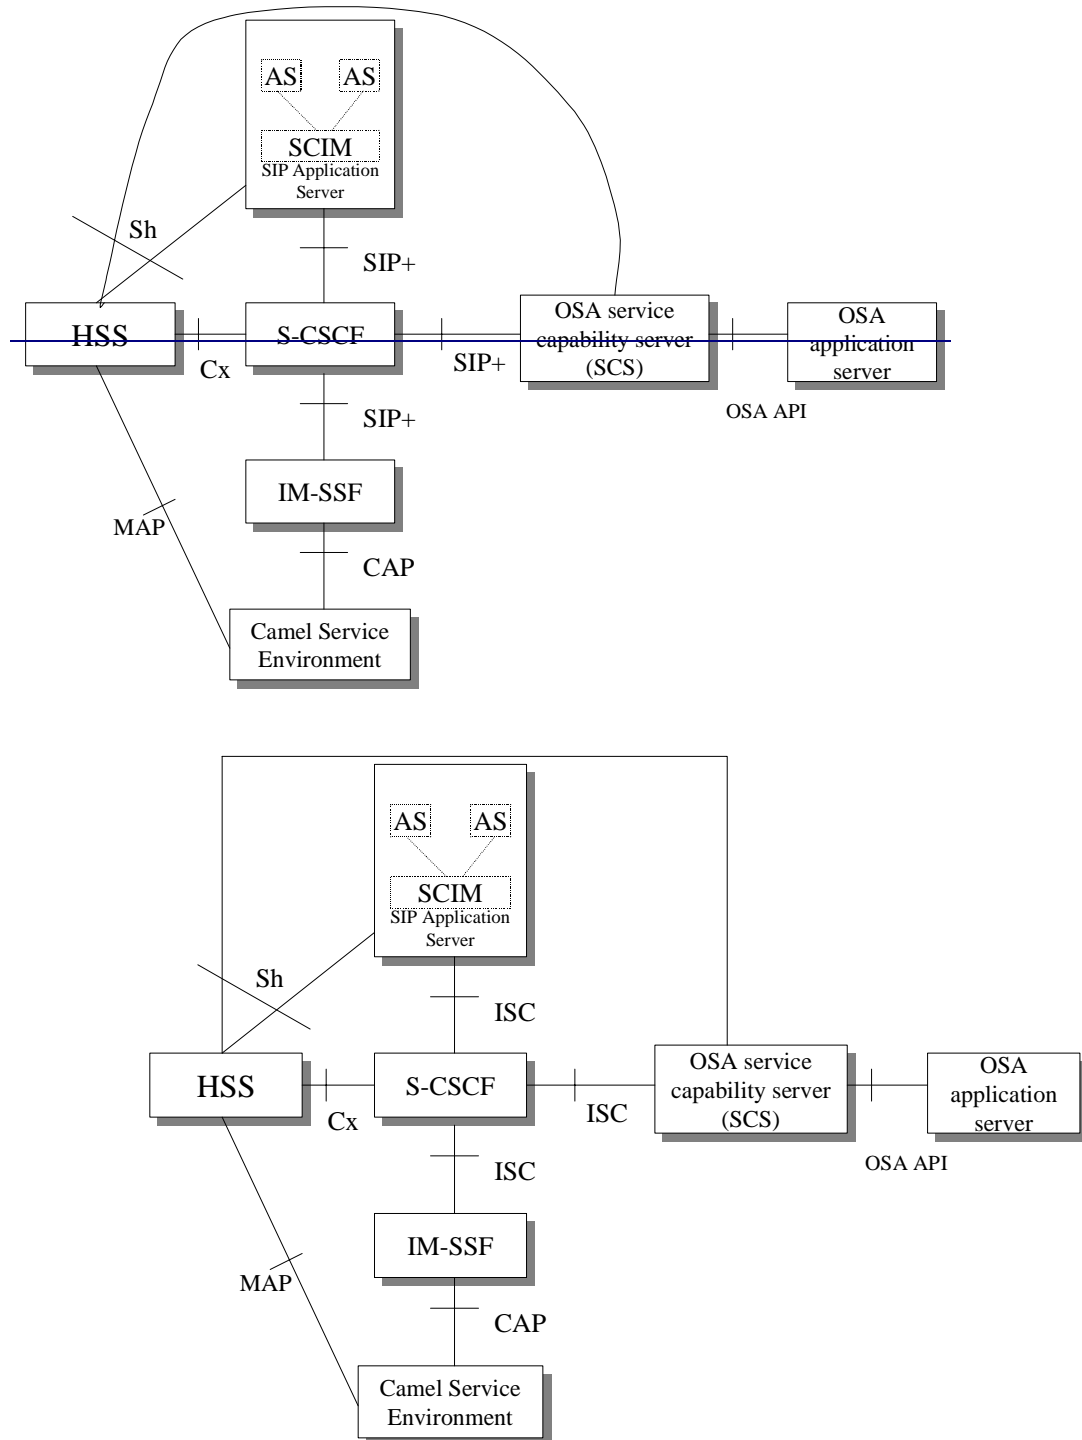 AS AS
SCIM
SIP Application
Server
Sh
SIP+
HSS
S-CSCF
OSA service
capability server
(SCS)
OSA
application
server
Cx
SIP+
OSA API
SIP+
IM-SSF
MAP
CAP
Camel Service
Environment
AS AS
SCIM
SIP Application
Server
Sh
ISC
HSS
S-CSCF
OSA service
capability server
(SCS)
OSA
application
server
Cx
ISC
OSA API
ISC
IM-SSF
MAP
CAP
Camel Service
Environment